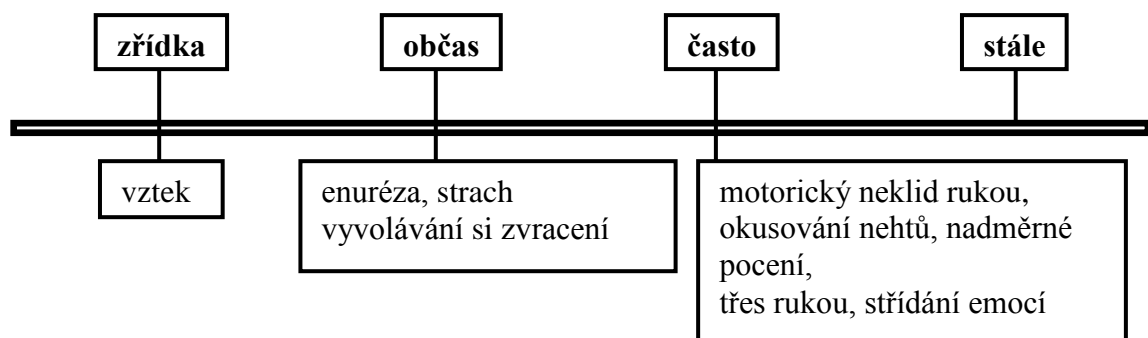 zřídka
občas
často
stále
vztek
enuréza, strach
vyvolávání si zvracení
motorický neklid rukou,
okusování nehtů, nadměrné
pocení,
třes rukou, střídání emocí